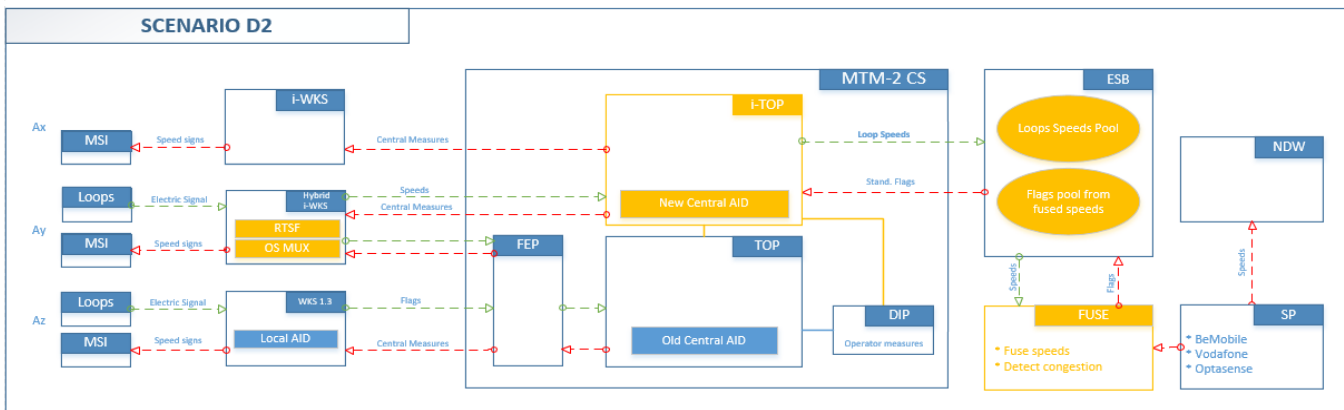 SCENARIO D2
MTM-2 CS
ESB
i-WKS
i-TOP
Ax
MSI
Speed signs
Central Measures
Loop Speeds
Loops Speeds Pool
NDW
Loops
Electric Signal
Hybrid
i-WKS
Speeds
Central Measures
Stand. Flags
New Central AID
Flags pool from
fused speeds
RTSF
Ay
MSI
Speed signs
OS MUX
FEP
TOP
Speeds
Flags
Speeds
Loops
Electric Signal
WKS 1.3
Flags
DIP
FUSE
SP
Az
MSI
Speed signs
Local AID
Central Measures
Old Central AID
Operator measures
* Fuse speeds
* Detect congestion
* BeMobile
* Vodafone
* Optasense